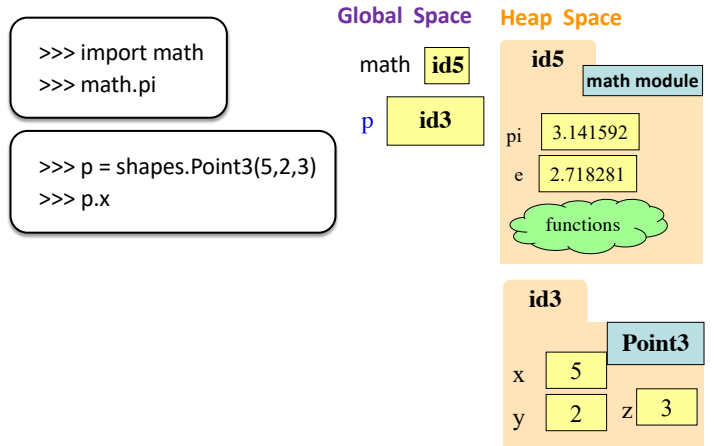 >>> import math
>>> math.pi
>>> p = shapes.Point3(5,2,3)
>>> p.x
Global Space
math id5
p id3
Heap Space
id5
math module
pi 3.141592
e 2.718281
functions
id3
Point3
x 5
y 2 z 3